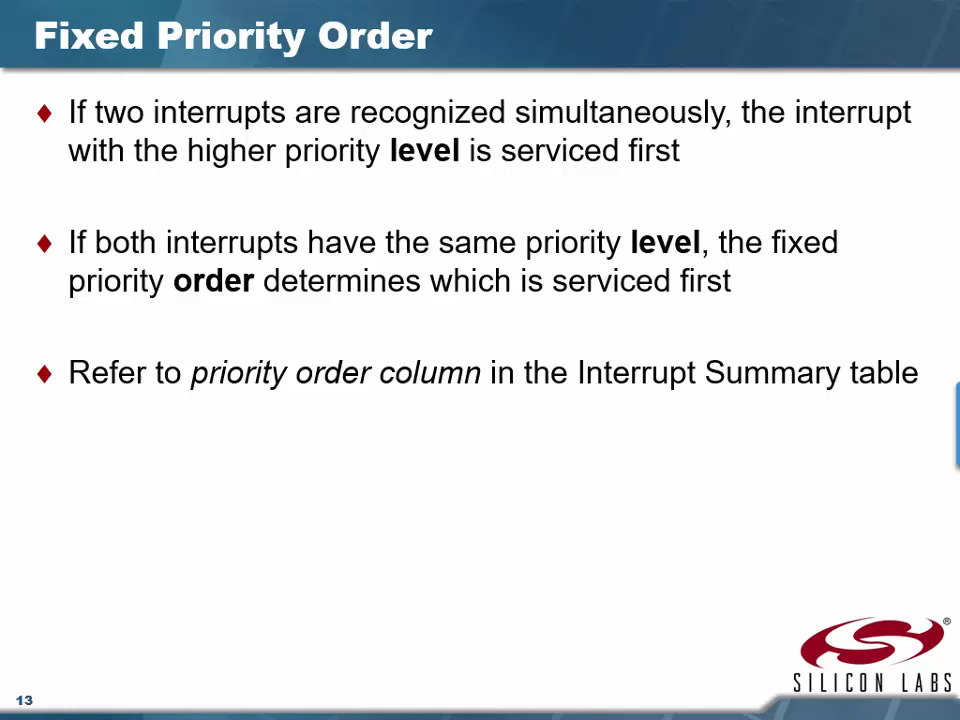 Fixed Priority Order
♦ If two interrupts are recognized simultaneously, the interrupt
with the higher priority level is serviced first
♦ If both interrupts have the same priority level, the fixed
priority order determines which is serviced first
♦ Refer to priority order column in the Interrupt Summary table
®
SILICON LABS
13